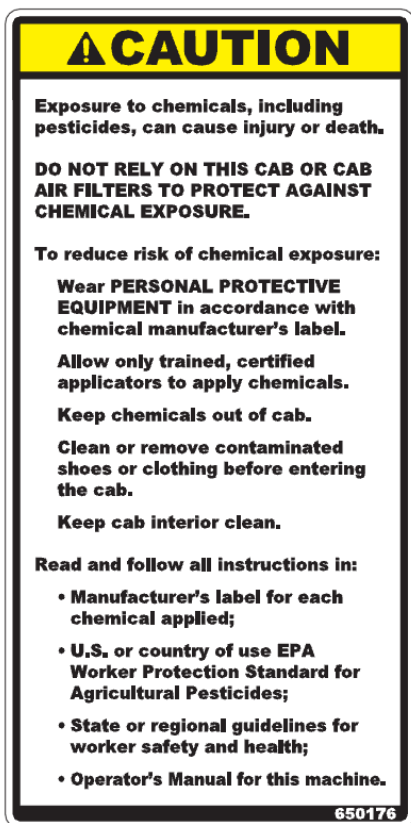 CAUTION
Exposure to chemicals, including
pesticides, can cause injury or death.
DO NOT RELY ON THIS CAB OR CAB
AIR FILTERS TO PROTECT AGAINST
CHEMICAL EXPOSURE.
To reduce risk of chemical exposure:
Wear PERSONAL PROTECTIVE
EQUIPMENT in accordance with
chemical manufacturer's label.
Allow only trained, certified
applicators to apply chemicals.
Keep chemicals out of cab.
Clean or remove contaminated
shoes or clothing before entering
the cab.
Keep cab interior clean.
Read and follow all instructions in:
• Manufacturer's label for each
chemical applied;
• U.S. or country of use EPA
Worker Protection Standard for
Agricultural Pesticides;
• State or regional guidelines for
worker safety and health;
• Operator's Manual for this machine.
650176